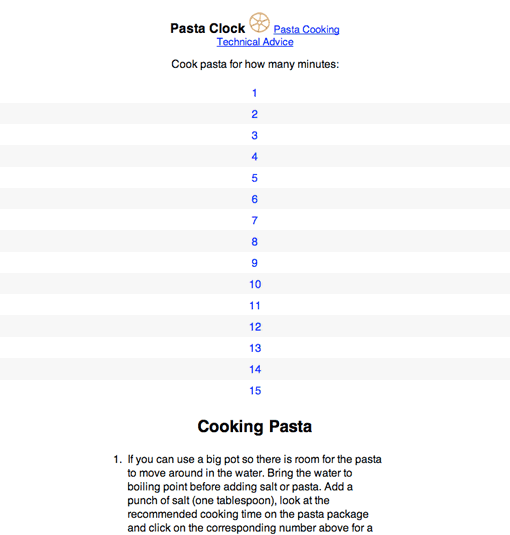 Pasta Clock Pasta Cooking
Technical Advice
Cook pasta for how many minutes:
1
2
3
4
5
6
7
8
9
10
11
12
13
14
15
Cooking Pasta
1. If you can use a big pot so there is room for the pasta
to move around in the water. Bring the water to
boiling point before adding salt or pasta. Add a
punch of salt (one tablespoon), look at the
recommended cooking time on the pasta package
and click on the corresponding number above for a